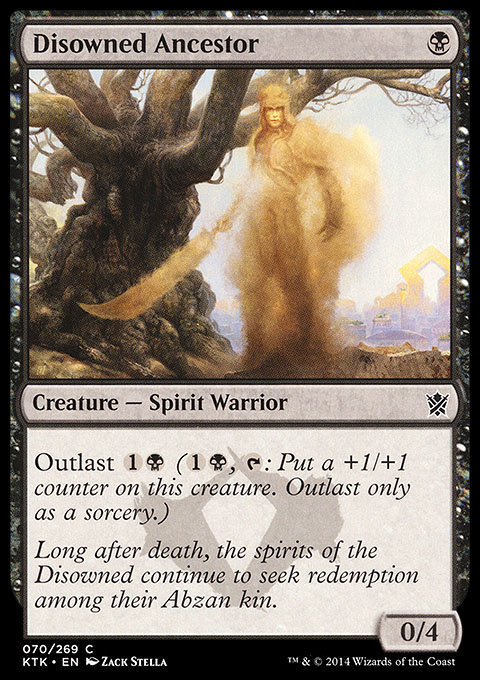 Disowned Ancestor
Creature — Spirit Warrior
Outlast 1 (1, : Put a +1/+1
counter on this creature. Outlast only
as a sorcery.)
Long after death, the spirits of the
Disowned continue to seek redemption
among their Abzan kin.
0/4
070/269 C
KTK • EN Zack Stella
™ & © 2014 Wizards of the Coast